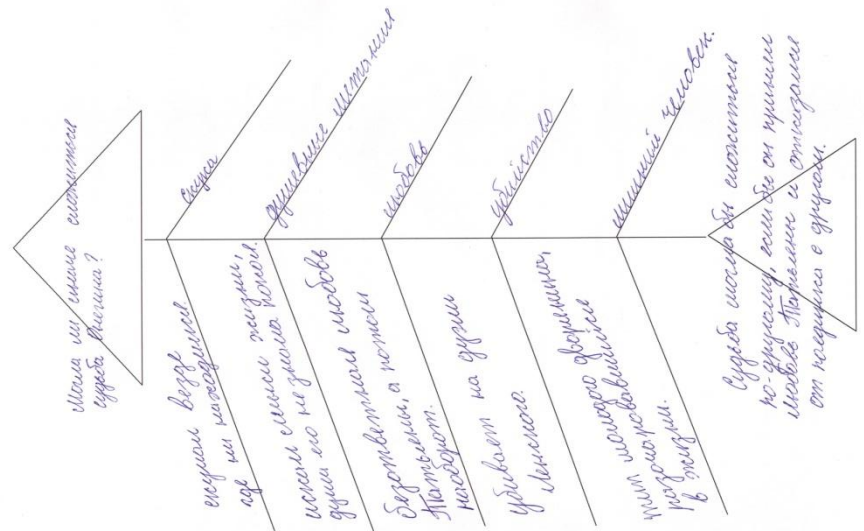 Могла ли иначе сложиться
судьба Онегина?
скука
скучал везде
где ни находился.
душевные метания
искал смысл жизни,
душа его не знала покоя.
любовь
безответная любовь
Татьяны, а потом
наоборот.
убийство
убивает на дуэли
Ленского.
лишний человек.
тип молодого дворянина,
разочаровавшийся
в жизни.
Судьба могла бы сложиться
по-другому, если бы он принял
любовь Татьяны и отказался
от поединка с другом.